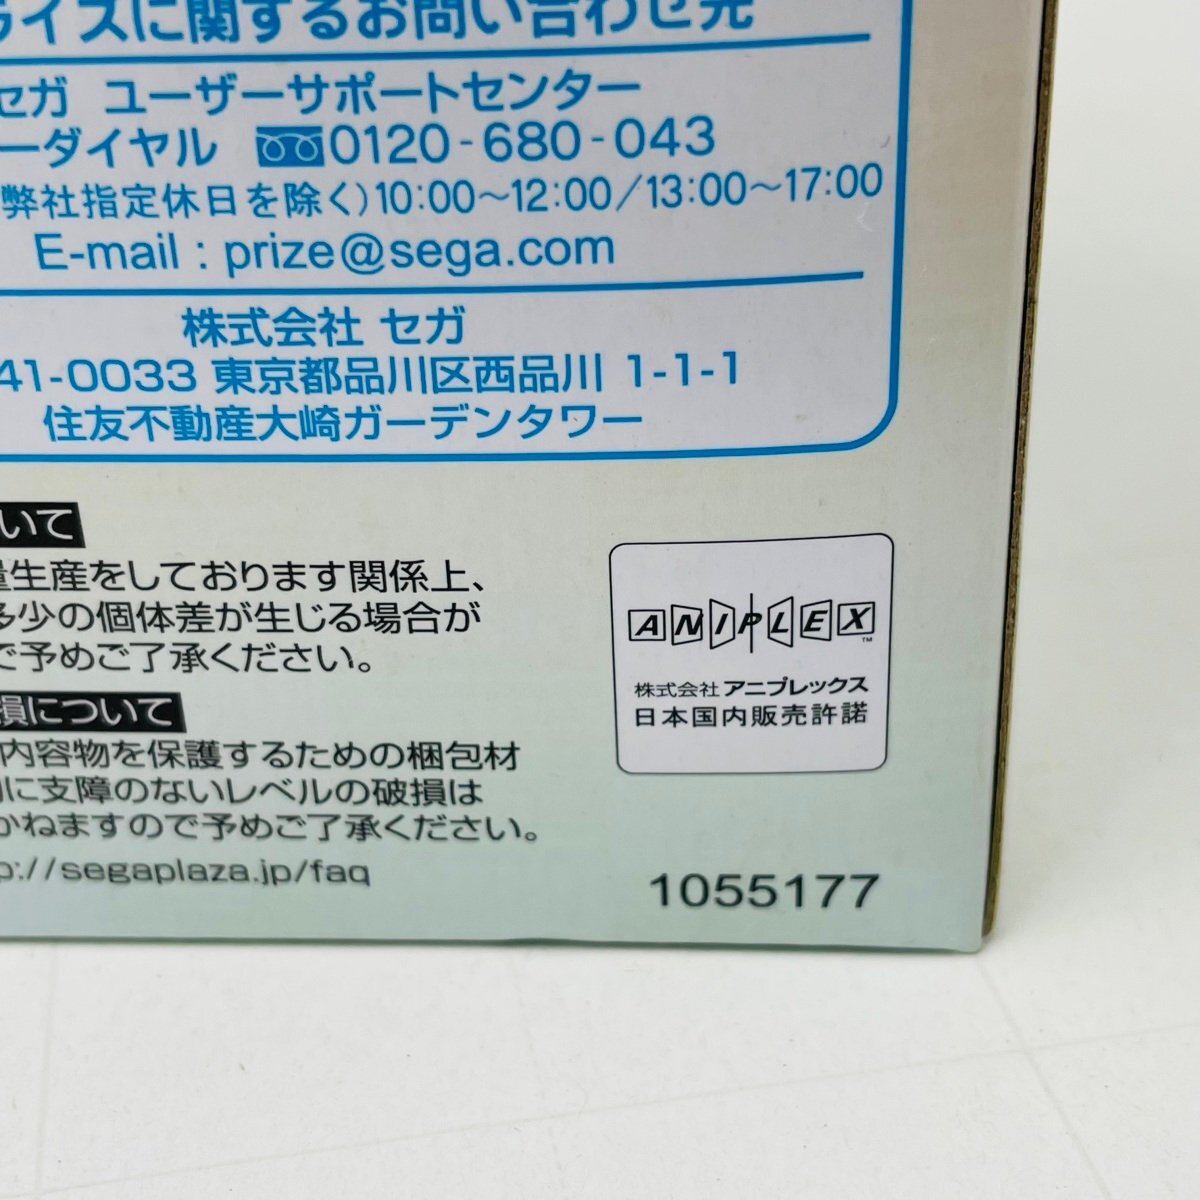 ライズに関するお問い合わせ先
セガ ユーザーサポートセンター
ーダイヤル 0120-680-043
弊社指定休日を除く)10:00～12:00/13:00～17:00
E-mail : prize@sega.com
株式会社 セガ
41-0033 東京都品川区西品川 1-1-1
住友不動産大崎ガーデンタワー
ついて
量生産をしております関係上、
多少の個体差が生じる場合が
で予めご了承ください。
損について
内容物を保護するための梱包材
に支障のないレベルの破損は
かねますので予めご了承ください。
p://segaplaza.jp/faq
ANIPLEX™
株式会社 アニプレックス
日本国内販売許諾
1055177